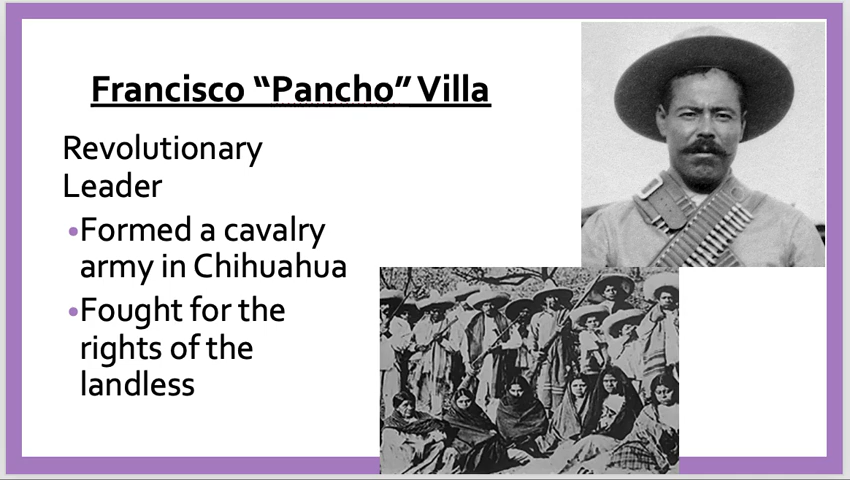 Francisco “Pancho” Villa
Revolutionary
Leader
•Formed a cavalry
army in Chihuahua
•Fought for the
rights of the
landless